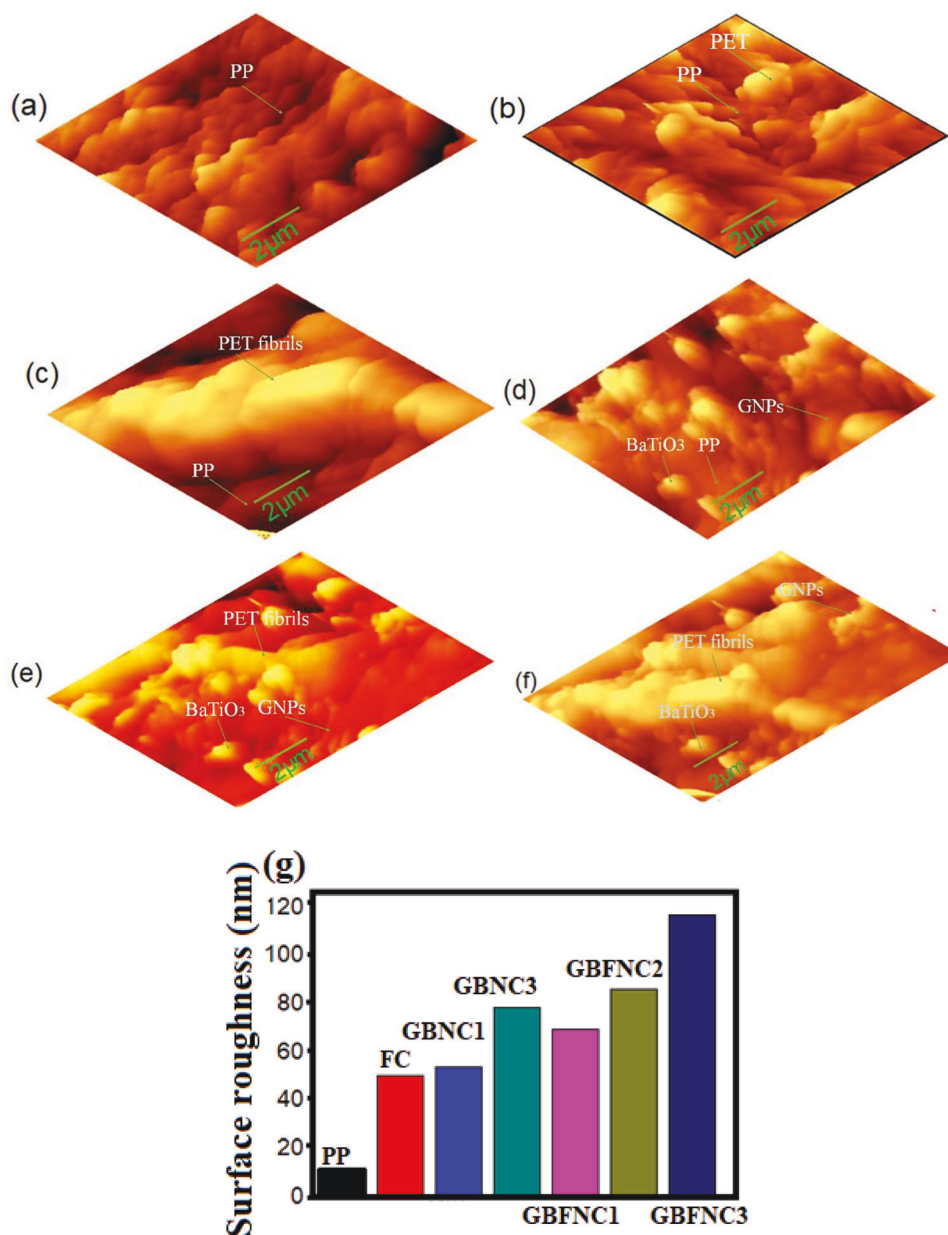 (a)
PP
2µm
(b)
PET
PP
2µm
(c)
PET fibrils
PP
2µm
(d)
GNPs
BaTiO3
PP
2µm
(e)
PET fibrils
BaTiO3
GNPs
2µm
(f)
GNPs
PET fibrils
BaTiO3
2µm
(g)
Surface roughness (nm)
120
100
80
60
40
20
0
PP
FC
GBNC1
GBNC3
GBFNC1
GBFNC2
GBFNC3